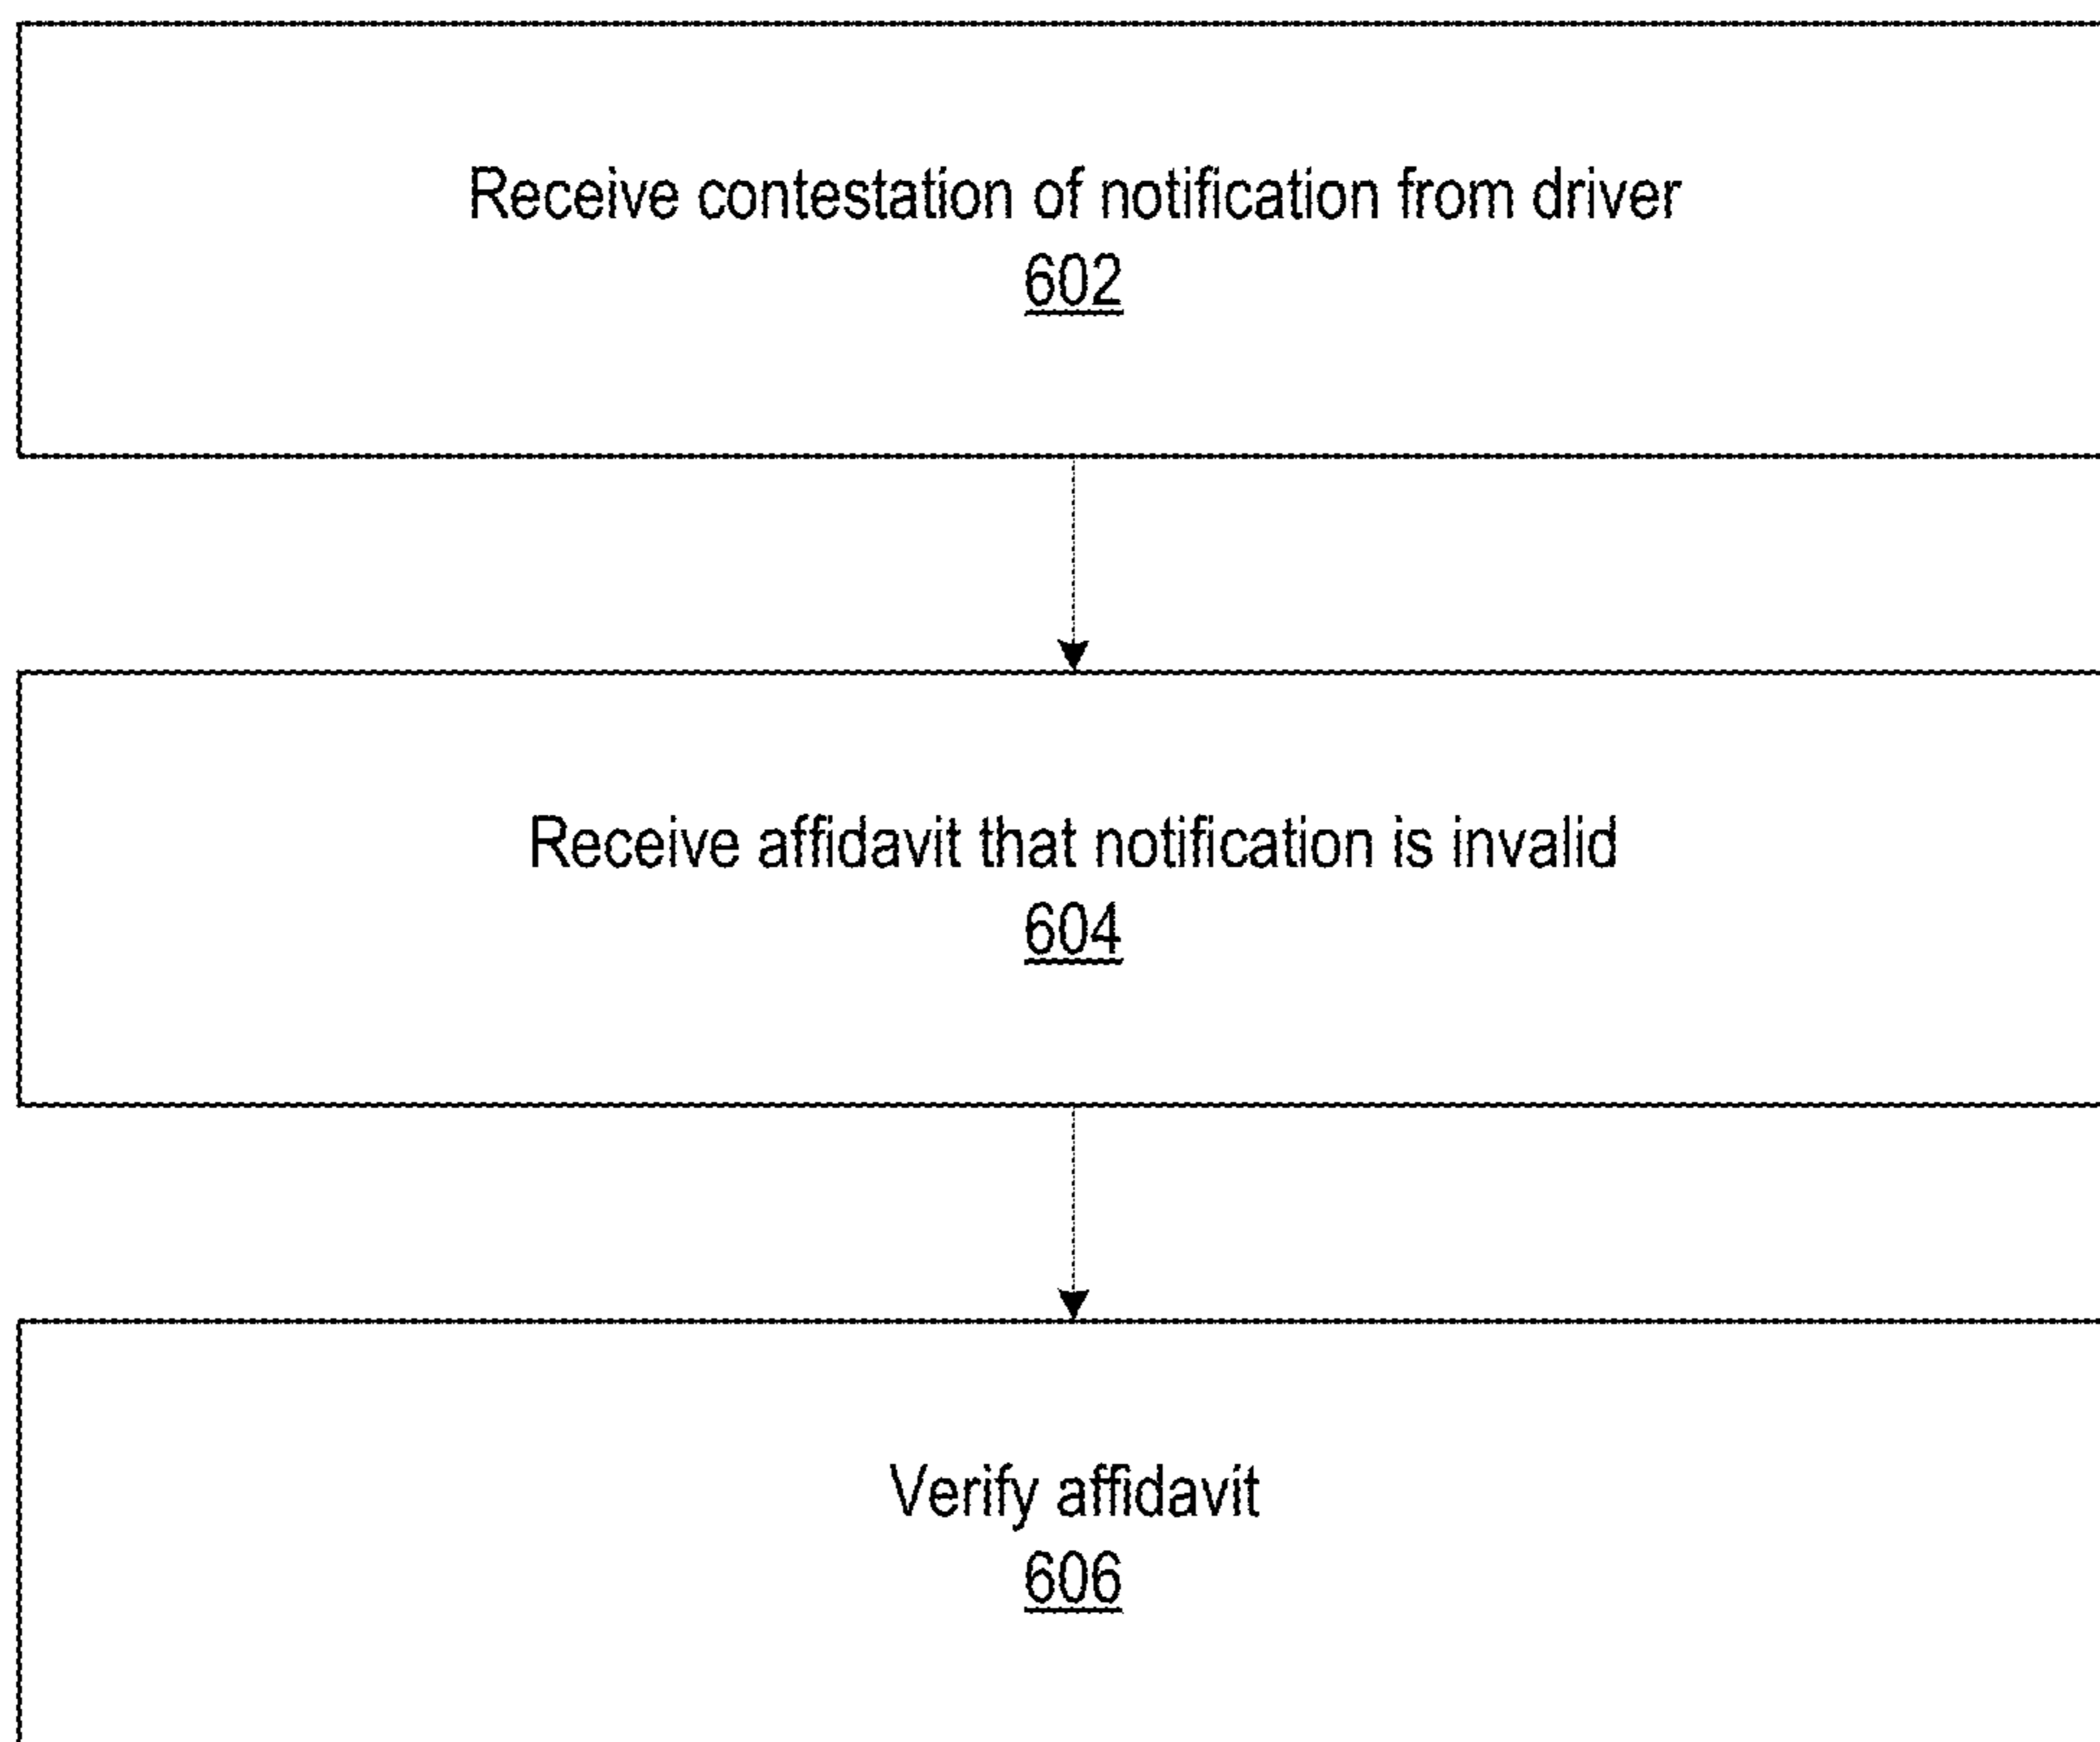 Receive contestation of notification from driver
602
Receive affidavit that notification is invalid
604
Verify affidavit
606